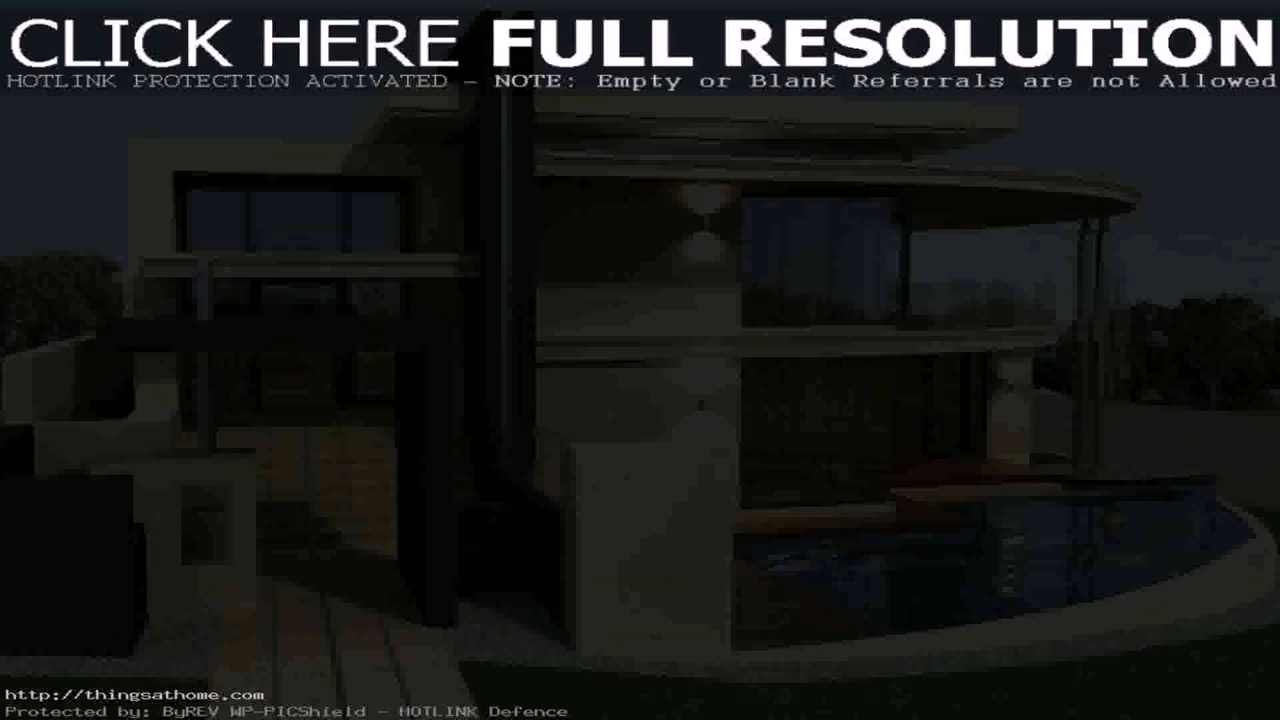 CLICK HERE FULL RESOLUTION
HOTLINK PROTECTION ACTIVATED - NOTE: Empty or Blank Referrals are not Allowed
http://thingsathome.com
Protected by: ByREV WP-PICShield - HOTLINK Defence